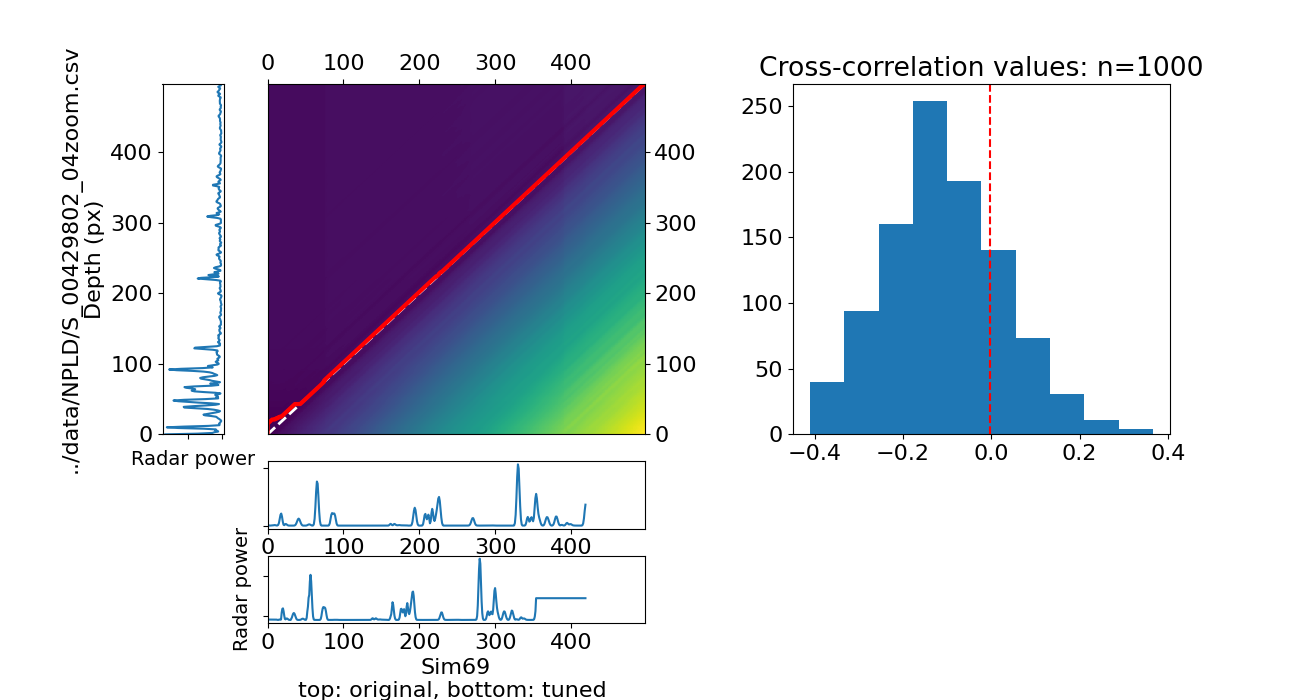 0 100 200 300 400
Cross-correlation values: n=1000
../data/NPLD/S_00429802_04zoom.csv
Depth (px)
400
300
200
100
0
400
300
200
100
0
250
200
150
100
50
0
−0.4 −0.2 0.0 0.2 0.4
Radar power
0 100 200 300 400
Radar power
0 100 200 300 400
Sim69
top: original, bottom: tuned